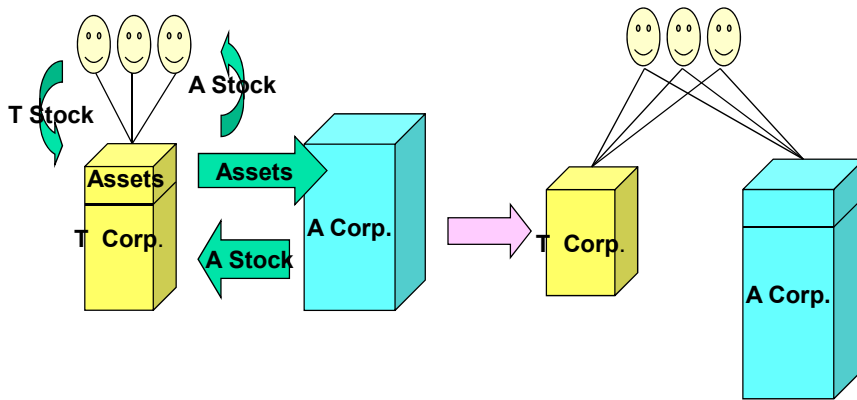 A Stock
T Stock
Assets
Assets
T Corp.
A Corp.
A Stock
T Corp.
A Corp.